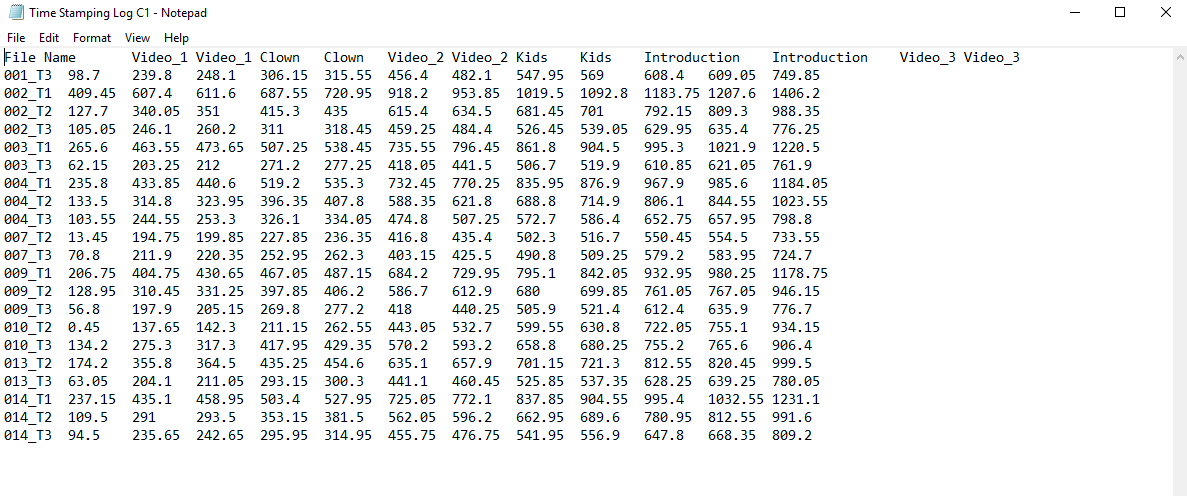 Time Stamping Log C1 - Notepad
File Edit Format View Help
File Name Video_1 Video_1 Clown Clown Video_2 Video_2 Kids Kids Introduction Introduction Video_3 Video_3
001_T3 98.7 239.8 248.1 306.15 315.55 456.4 482.1 547.95 569 608.4 609.05 749.85
002_T1 409.45 607.4 611.6 687.55 720.95 918.2 953.85 1019.5 1092.8 1183.75 1207.6 1406.2
002_T2 127.7 340.05 351 415.3 435 615.4 634.5 681.45 701 792.15 809.3 988.35
002_T3 105.05 246.1 260.2 311 318.45 459.25 484.4 526.45 539.05 629.95 635.4 776.25
003_T1 265.6 463.55 473.65 507.25 538.45 735.55 796.45 861.8 904.5 995.3 1021.9 1220.5
003_T3 62.15 203.25 212 271.2 277.25 418.05 441.5 506.7 519.9 610.85 621.05 761.9
004_T1 235.8 433.85 440.6 519.2 535.3 732.45 770.25 835.95 876.9 967.9 985.6 1184.05
004_T2 133.5 314.8 323.95 396.35 407.8 588.35 621.8 688.8 714.9 806.1 844.55 1023.55
004_T3 103.55 244.55 253.3 326.1 334.05 474.8 507.25 572.7 586.4 652.75 657.95 798.8
007_T2 13.45 194.75 199.85 227.85 236.35 416.8 435.4 502.3 516.7 550.45 554.5 733.55
007_T3 70.8 211.9 220.35 252.95 262.3 403.15 425.5 490.8 509.25 579.2 583.95 724.7
009_T1 206.75 404.75 430.65 467.05 487.15 684.2 729.95 795.1 842.05 932.95 980.25 1178.75
009_T2 128.95 310.45 331.25 397.85 406.2 586.7 612.9 680 699.85 761.05 767.05 946.15
009_T3 56.8 197.9 205.15 269.8 277.2 418 440.25 505.9 521.4 612.4 635.9 776.7
010_T2 0.45 137.65 142.3 211.15 262.55 443.05 532.7 599.55 630.8 722.05 755.1 934.15
010_T3 134.2 275.3 317.3 417.95 429.35 570.2 593.2 658.8 680.25 755.2 765.6 906.4
013_T2 174.2 355.8 364.5 435.25 454.6 635.1 657.9 701.15 721.3 812.55 820.45 999.5
013_T3 63.05 204.1 211.05 293.15 300.3 441.1 460.45 525.85 537.35 628.25 639.25 780.05
014_T1 237.15 435.1 458.95 503.4 527.95 725.05 772.1 837.85 904.55 995.4 1032.55 1231.1
014_T2 109.5 291 293.5 353.15 381.5 562.05 596.2 662.95 689.6 780.95 812.55 991.6
014_T3 94.5 235.65 242.65 295.95 314.95 455.75 476.75 541.95 556.9 647.8 668.35 809.2